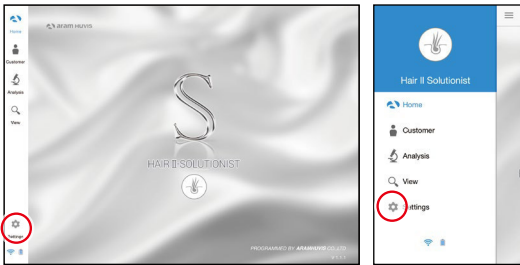 Home
Customer
Analysis
View
Settings
aram HUVIS
S
HAIR II-SOLUTIONIST
PROGRAMMED BY ARAMHUVIS CO.,LTD
Hair II Solutionist
Home
Customer
Analysis
View
Settings